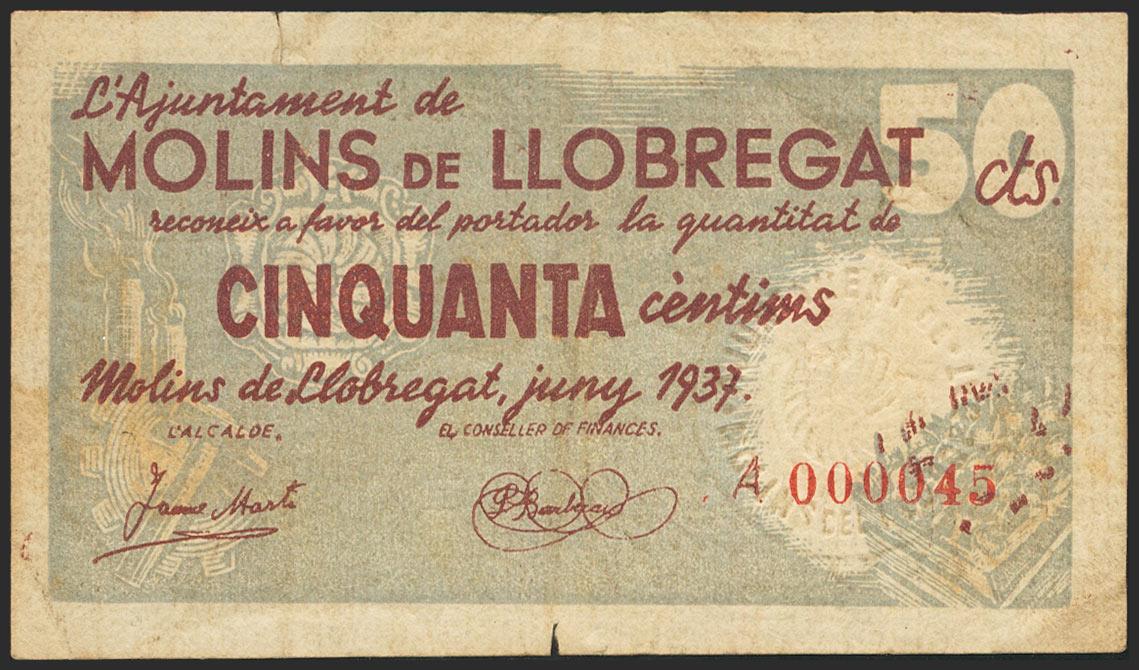 L'Ajuntament de
MOLINS DE LLOBREGAT
50 cts.
reconeix a favor del portador la quantitat de
CINQUANTA cèntims
Molins de Llobregat, juny 1937.
L'ALCALDE,
EL CONSELLER DE FINANCES,
Jaume Martí
A 000045